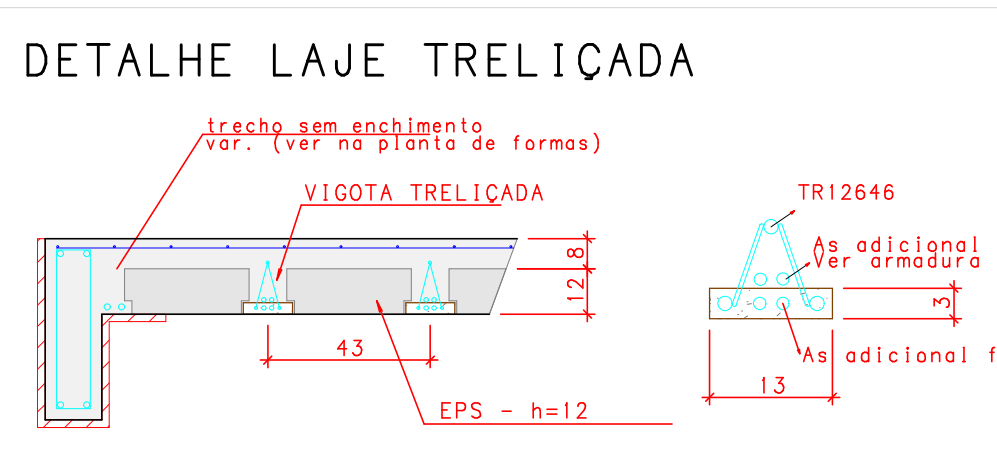 DETALHE LAJE TRELIÇADA
trecho sem enchimento
var. (ver na planta de formas)
VIGOTA TRELIÇADA
8
12
43
EPS - h=12
TR12646
As adicional
Ver armadura
3
As adicional f
13